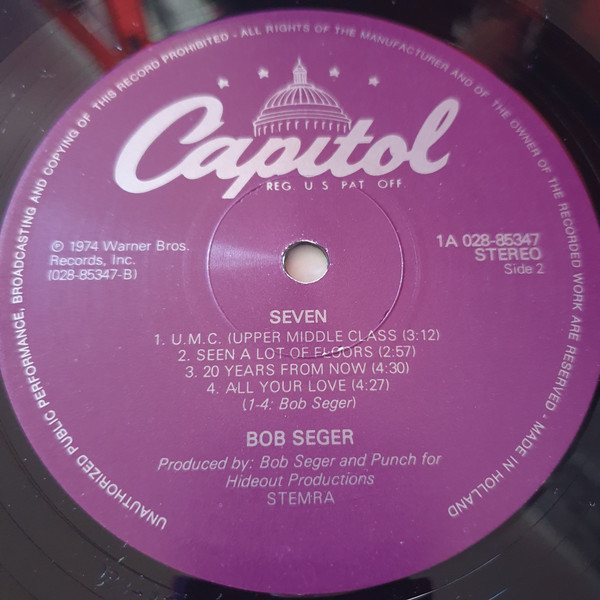 UNAUTHORIZED PUBLIC PERFORMANCE, BROADCASTING AND COPYING OF THIS RECORD PROHIBITED - ALL RIGHTS OF THE MANUFACTURER AND OF THE OWNER OF THE RECORDED WORK ARE RESERVED - MADE IN HOLLAND
Capitol
REG. U S PAT OFF
℗ 1974 Warner Bros.
Records, Inc.
(028-85347-B)
1A 028-85347
STEREO
Side 2
SEVEN
1. U.M.C. (UPPER MIDDLE CLASS (3:12)
2. SEEN A LOT OF FLOORS (2:57)
3. 20 YEARS FROM NOW (4:30)
4. ALL YOUR LOVE (4:27)
(1-4: Bob Seger)
BOB SEGER
Produced by: Bob Seger and Punch for
Hideout Productions
STEMRA